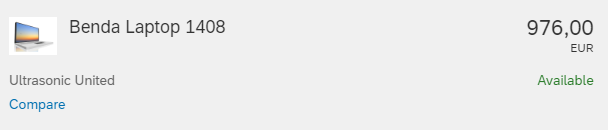 Benda Laptop 1408
976,00
EUR
Ultrasonic United
Available
Compare